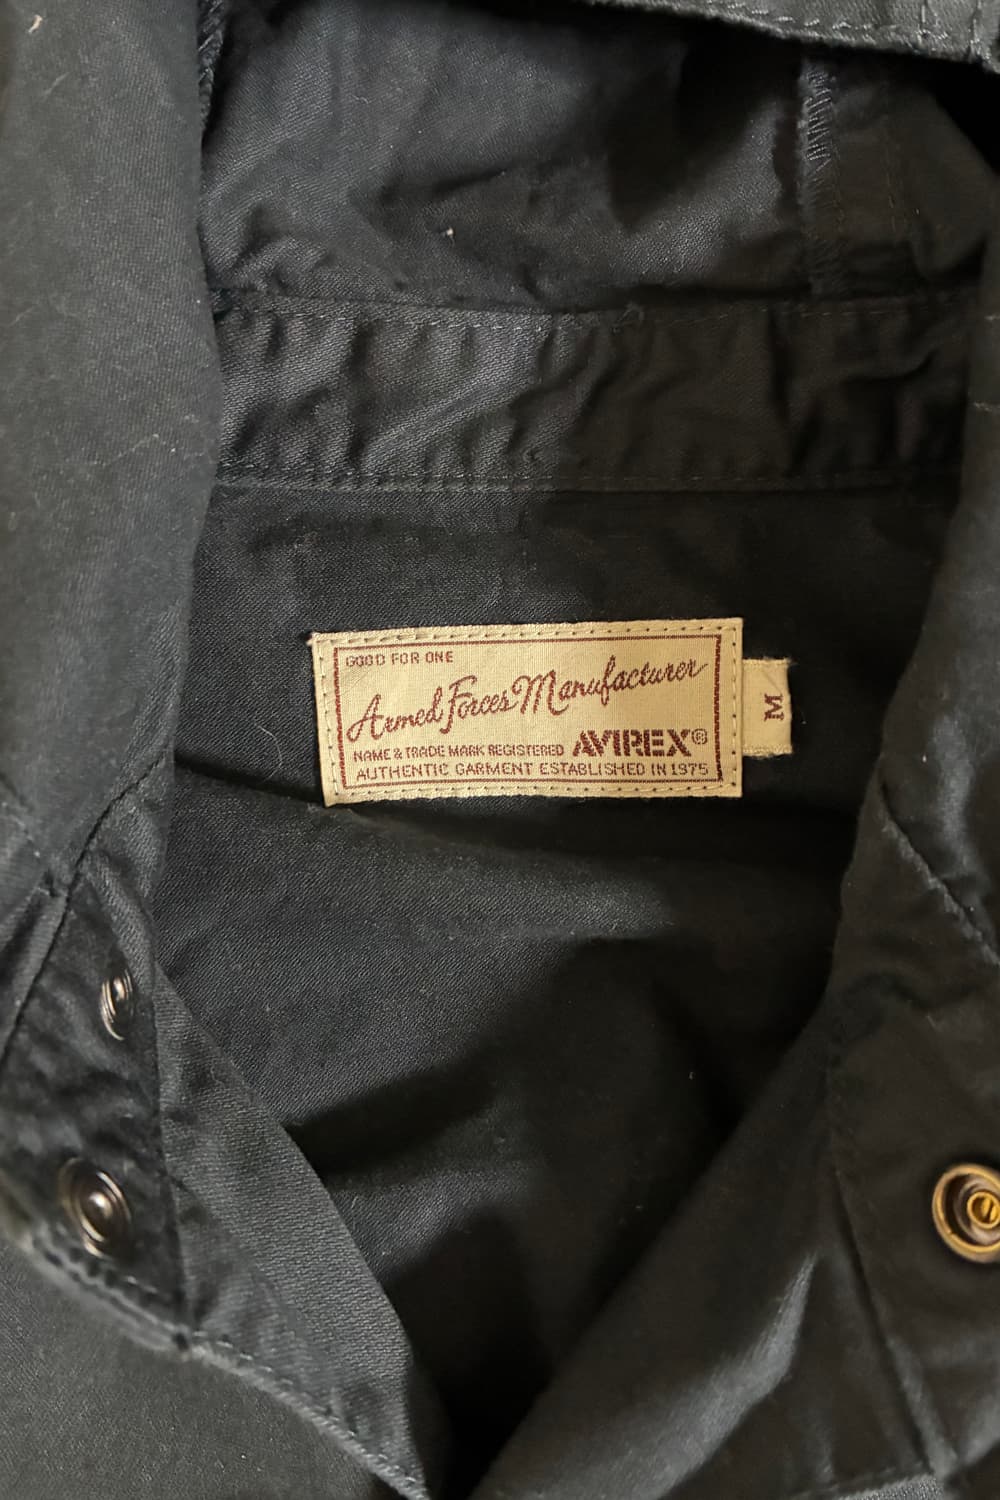 GOOD FOR ONE
Armed Forces Manufacturer
NAME & TRADE MARK REGISTERED AVIREX®
AUTHENTIC GARMENT ESTABLISHED IN 1975
M